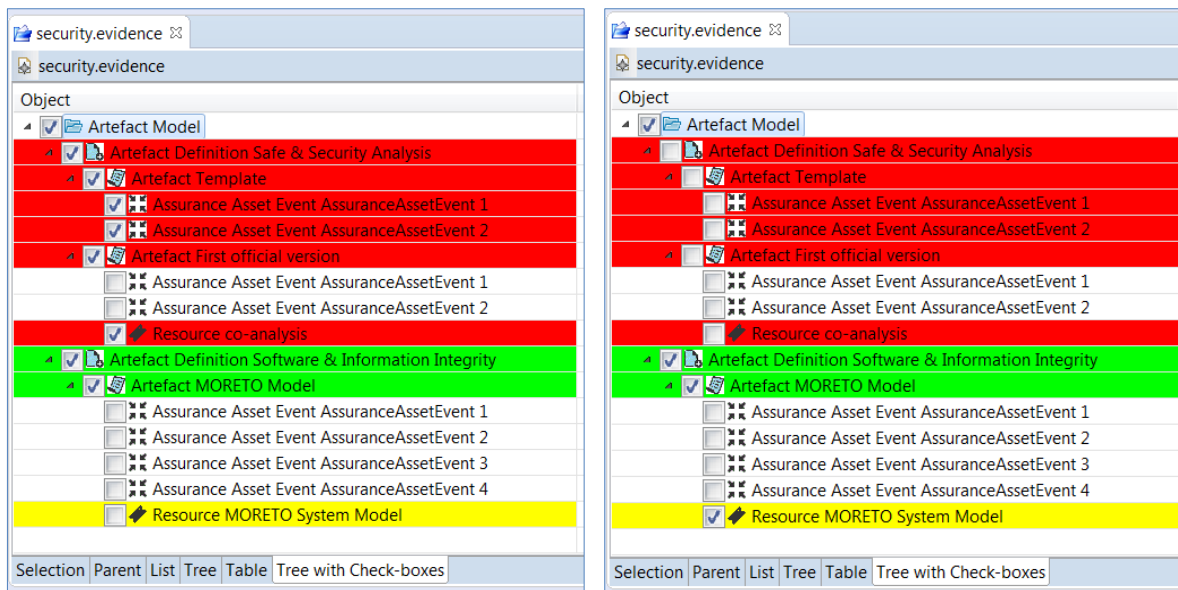 security.evidence
security.evidence
Object
Artefact Model
Artefact Definition Safe & Security Analysis
Artefact Template
Assurance Asset Event AssuranceAssetEvent 1
Assurance Asset Event AssuranceAssetEvent 2
Artefact First official version
Assurance Asset Event AssuranceAssetEvent 1
Assurance Asset Event AssuranceAssetEvent 2
Resource co-analysis
Artefact Definition Software & Information Integrity
Artefact MORETO Model
Assurance Asset Event AssuranceAssetEvent 1
Assurance Asset Event AssuranceAssetEvent 2
Assurance Asset Event AssuranceAssetEvent 3
Assurance Asset Event AssuranceAssetEvent 4
Resource MORETO System Model
Selection Parent List Tree Table Tree with Check-boxes
security.evidence
security.evidence
Object
Artefact Model
Artefact Definition Safe & Security Analysis
Artefact Template
Assurance Asset Event AssuranceAssetEvent 1
Assurance Asset Event AssuranceAssetEvent 2
Artefact First official version
Assurance Asset Event AssuranceAssetEvent 1
Assurance Asset Event AssuranceAssetEvent 2
Resource co-analysis
Artefact Definition Software & Information Integrity
Artefact MORETO Model
Assurance Asset Event AssuranceAssetEvent 1
Assurance Asset Event AssuranceAssetEvent 2
Assurance Asset Event AssuranceAssetEvent 3
Assurance Asset Event AssuranceAssetEvent 4
Resource MORETO System Model
Selection Parent List Tree Table Tree with Check-boxes